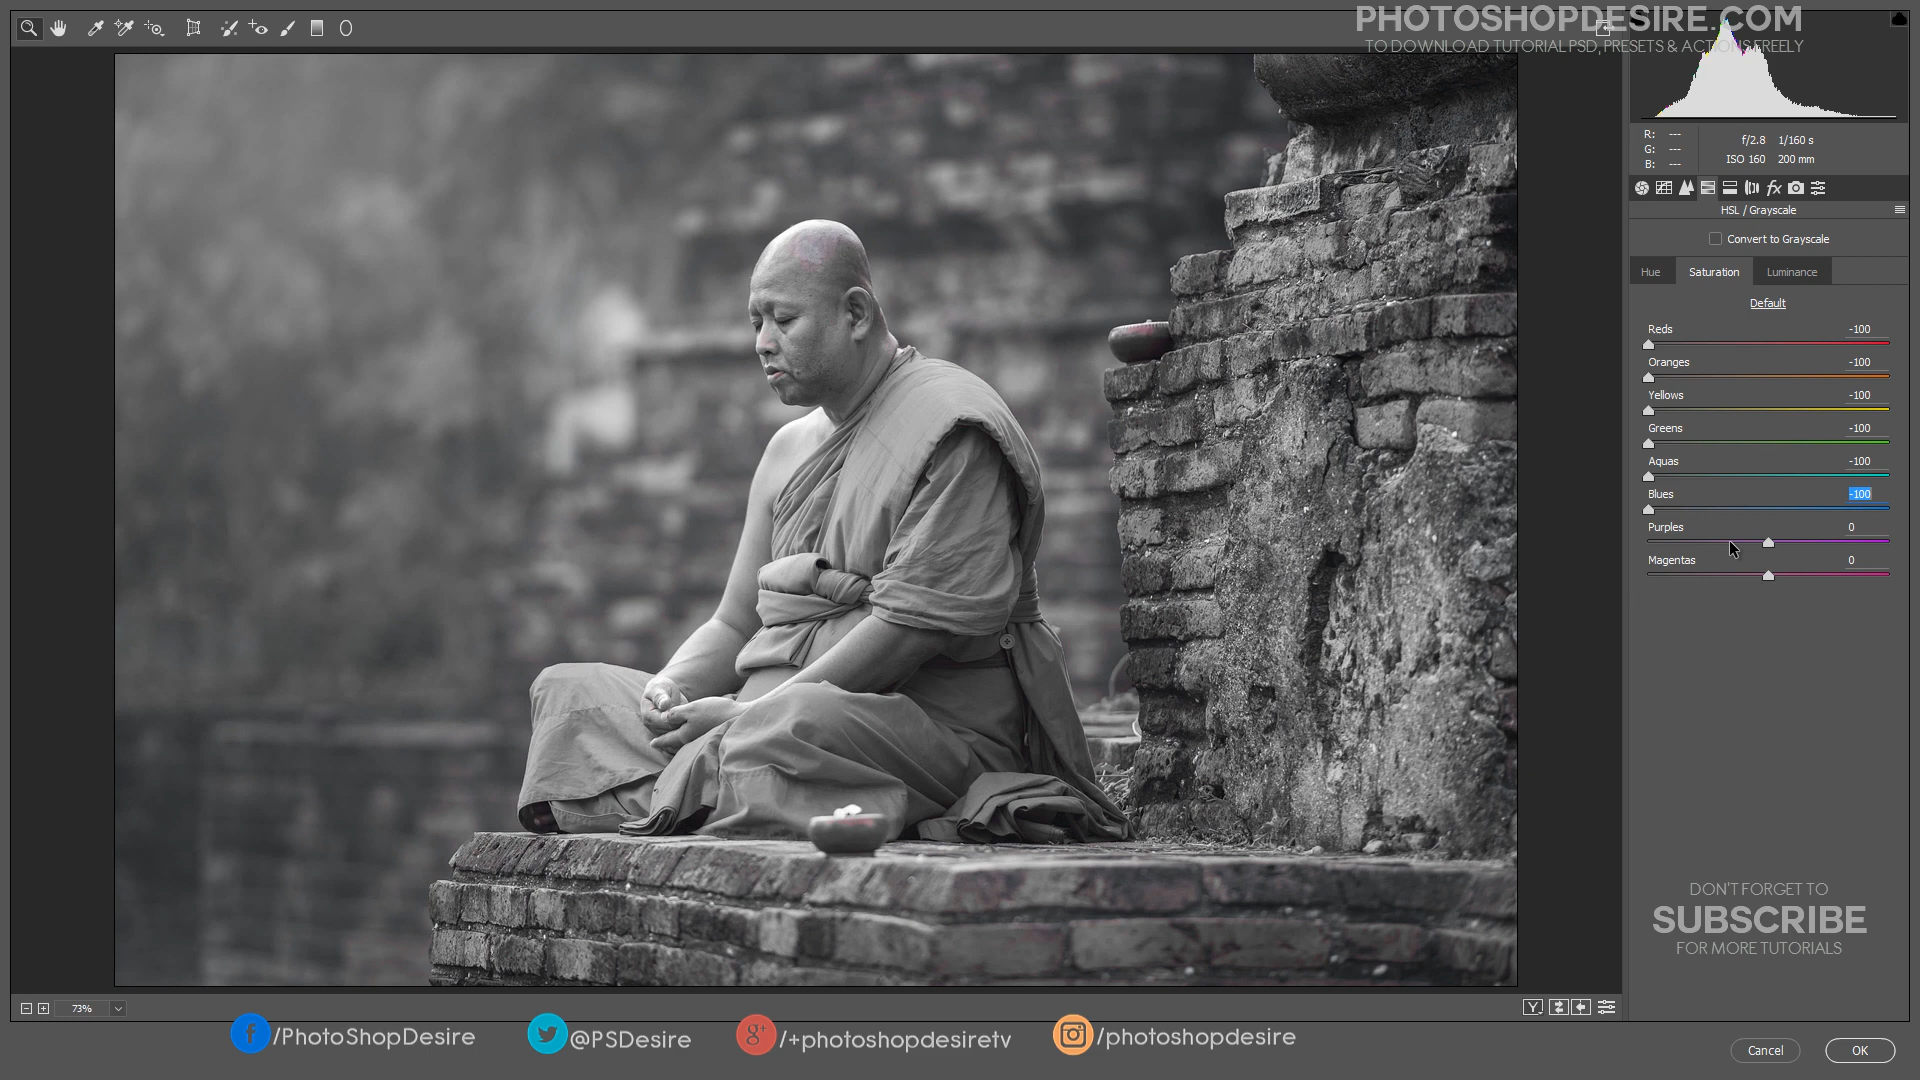 PHOTOSHOPDESIRE.COM
TO DOWNLOAD TUTORIAL PSD, PRESETS & ACTIONS FREELY
R: ---
G: ---
B: ---
f/2.8 1/160 s
ISO 160 200 mm
fx
HSL / Grayscale
Convert to Grayscale
Hue Saturation Luminance
Default
Reds -100
Oranges -100
Yellows -100
Greens -100
Aquas -100
Blues -100
Purples 0
Magentas 0
DON'T FORGET TO
SUBSCRIBE
FOR MORE TUTORIALS
73%
Y
f /PhotoShopDesire
@PSDesire
g+ /+photoshopdesiretv
/photoshopdesire
Cancel
OK